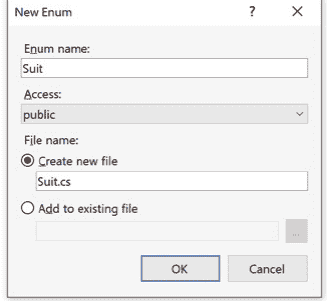 New Enum
?
Enum name:
Suit
Access:
public
File name:
Create new file
Suit.cs
Add to existing file
...
OK Cancel